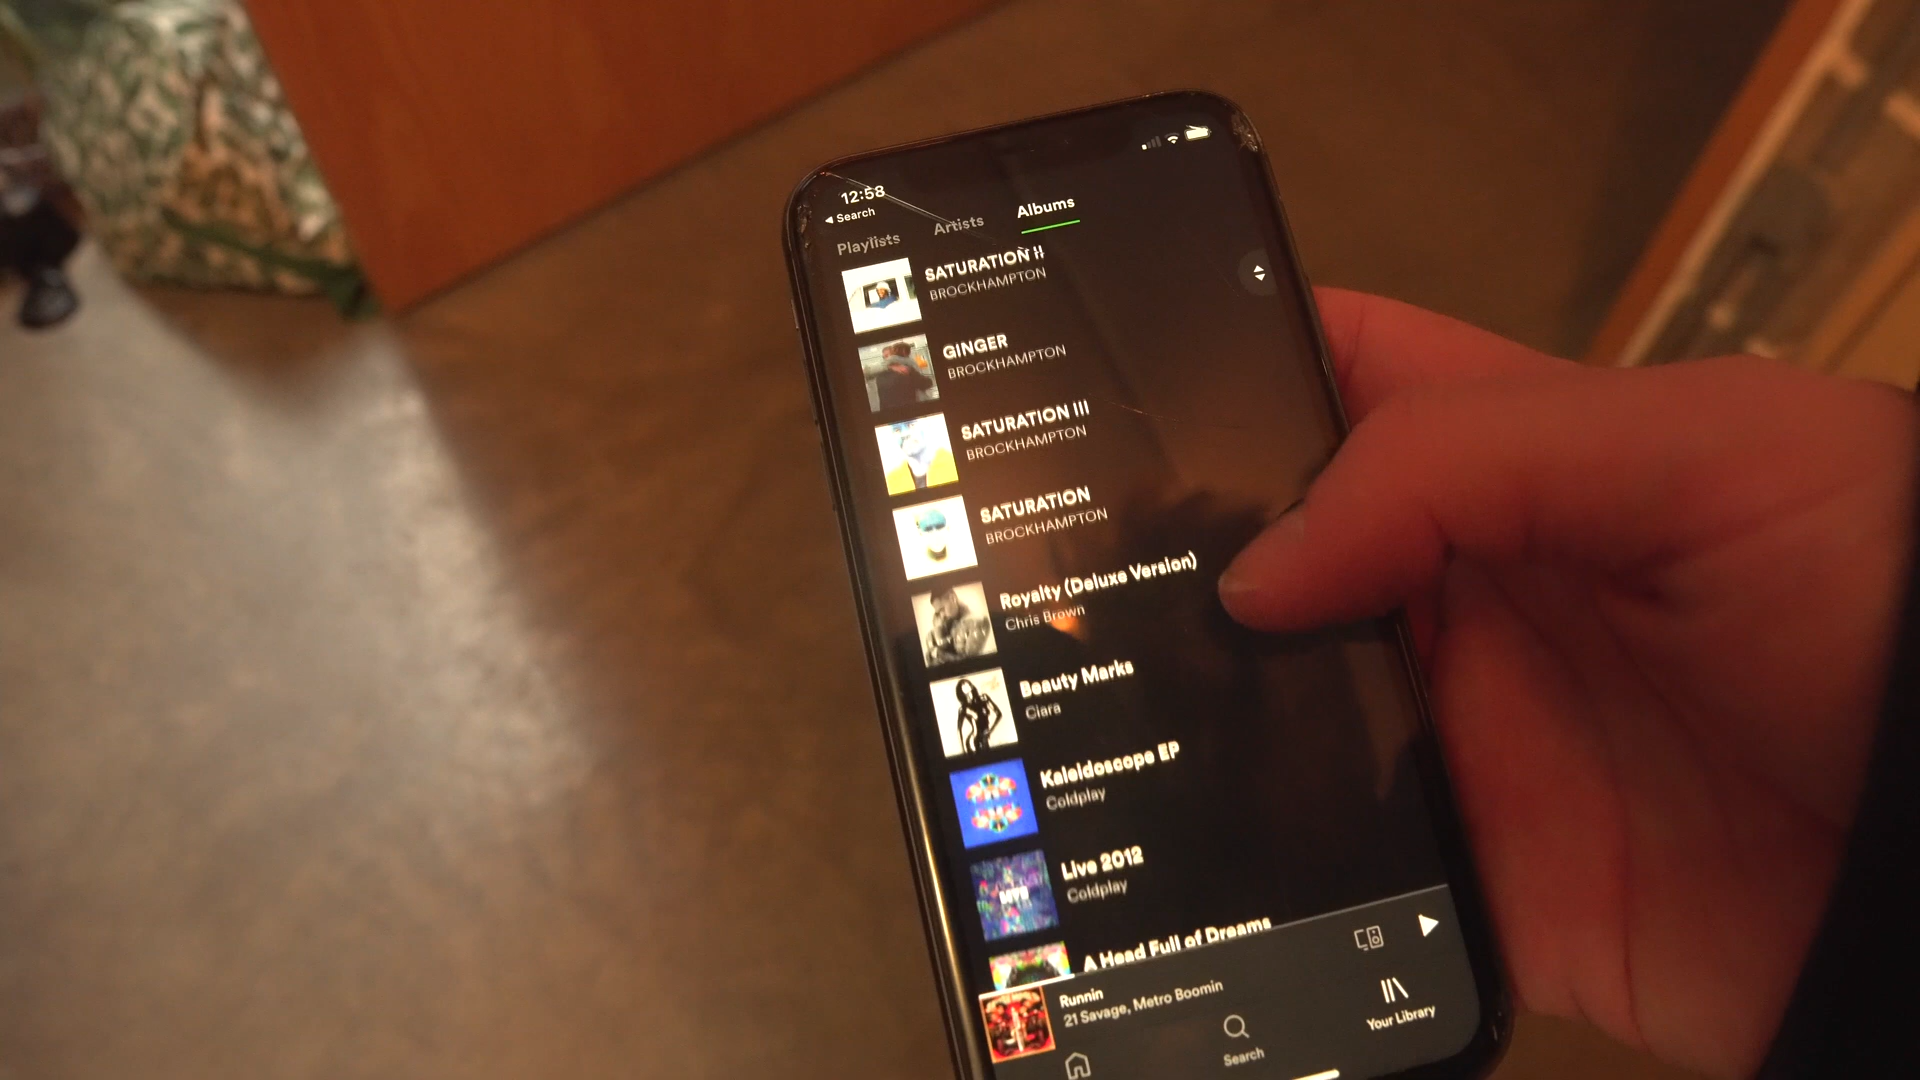 12:58
◀ Search
Playlists Artists Albums
SATURATION II
BROCKHAMPTON
GINGER
BROCKHAMPTON
SATURATION III
BROCKHAMPTON
SATURATION
BROCKHAMPTON
Royalty (Deluxe Version)
Chris Brown
Beauty Marks
Ciara
Kaleidoscope EP
Coldplay
Live 2012
Coldplay
A Head Full of Dreams
Runnin
21 Savage, Metro Boomin
Search
Your Library